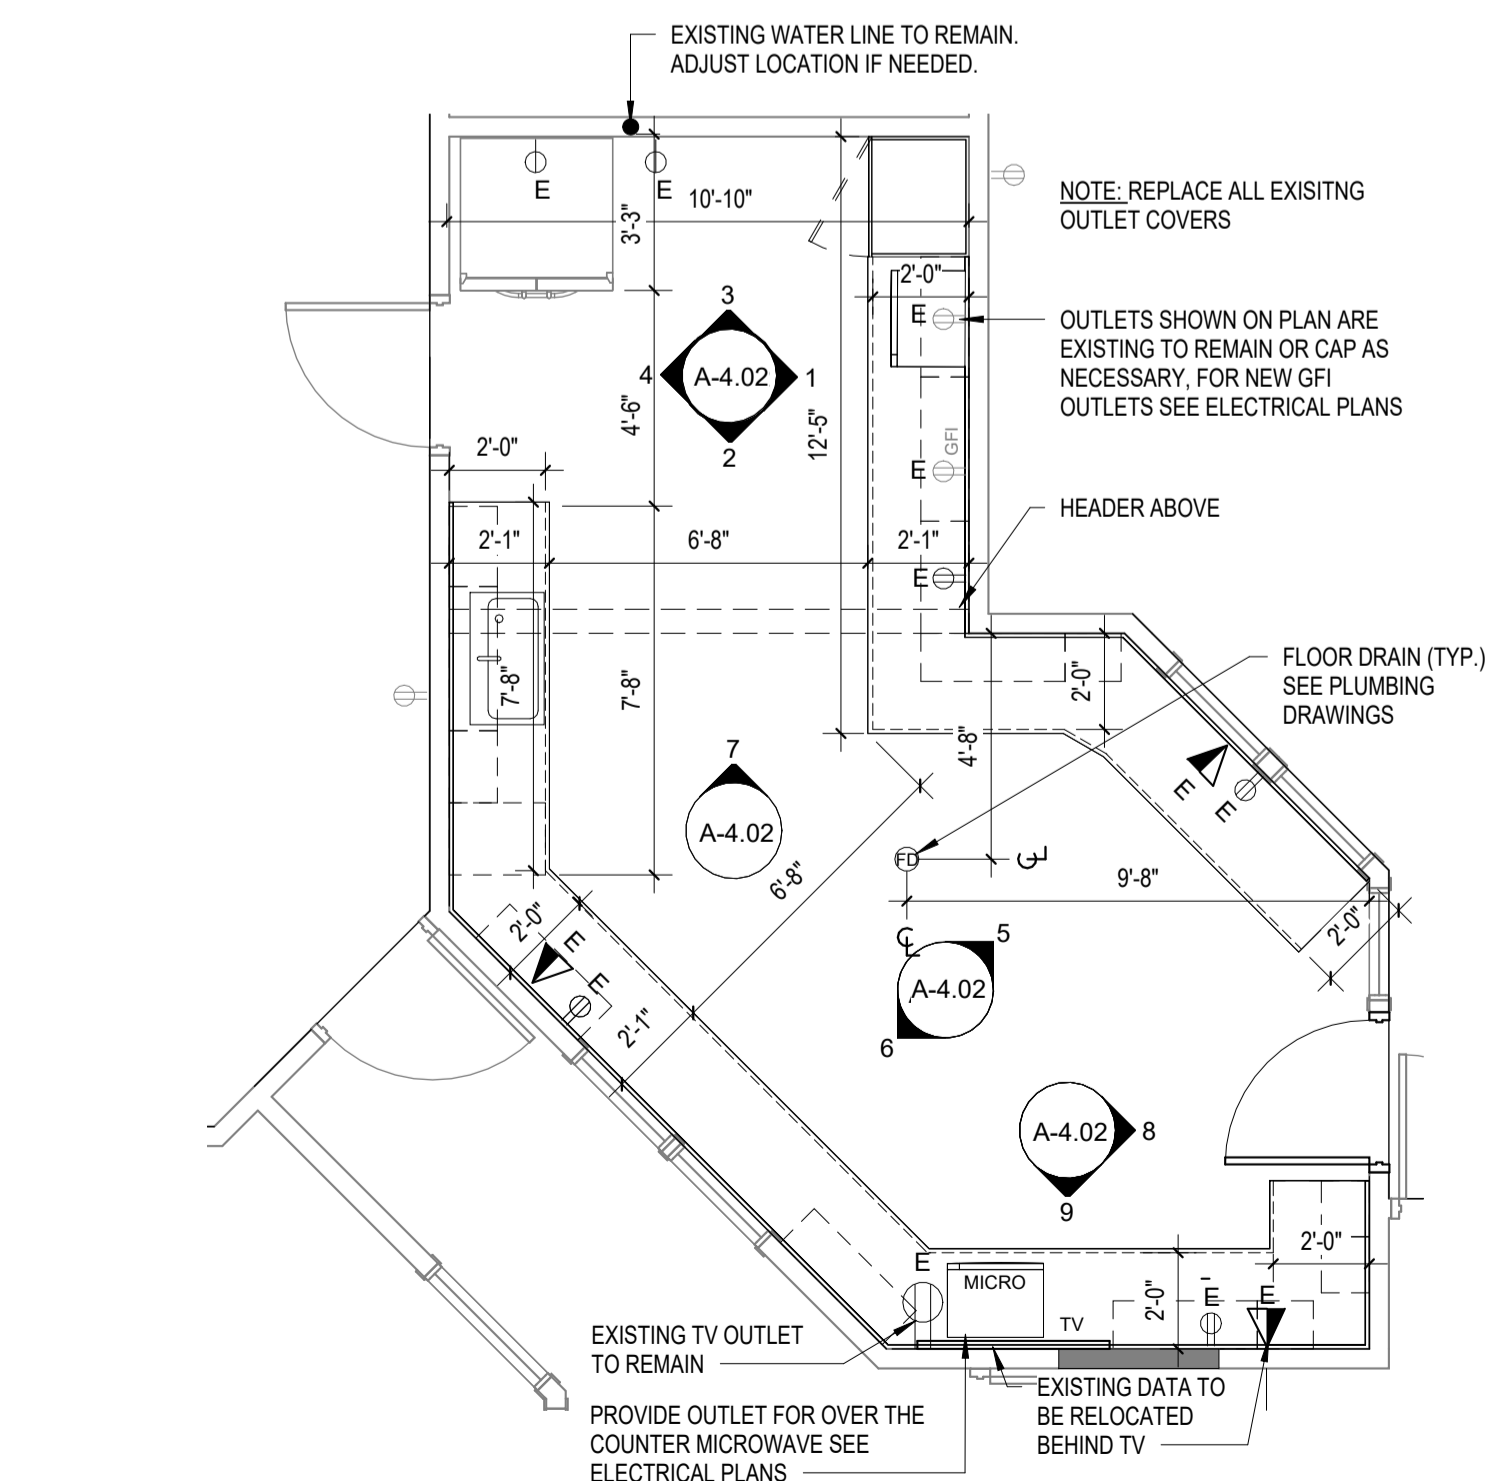 EXISTING WATER LINE TO REMAIN.
ADJUST LOCATION IF NEEDED.
E
E
10'-10"
3'-3"
NOTE: REPLACE ALL EXISITNG
OUTLET COVERS
2'-0"
E
OUTLETS SHOWN ON PLAN ARE
EXISTING TO REMAIN OR CAP AS
NECESSARY, FOR NEW GFI
OUTLETS SEE ELECTRICAL PLANS
3
4
A-4.02
1
2
4'-6"
12'-5"
GFI
E
2'-0"
HEADER ABOVE
2'-1"
6'-8"
2'-1"
E
7'-8"
7'-8"
2'-0"
4'-8"
FLOOR DRAIN (TYP.)
SEE PLUMBING
DRAWINGS
E
E
7
A-4.02
FD
CL
6'-8"
9'-8"
2'-0"
E
E
2'-0"
CL
5
A-4.02
6
2'-1"
A-4.02
8
9
2'-0"
E
MICRO
TV
2'-0"
E
E
EXISTING TV OUTLET
TO REMAIN
EXISTING DATA TO
BE RELOCATED
BEHIND TV
PROVIDE OUTLET FOR OVER THE
COUNTER MICROWAVE SEE
ELECTRICAL PLANS